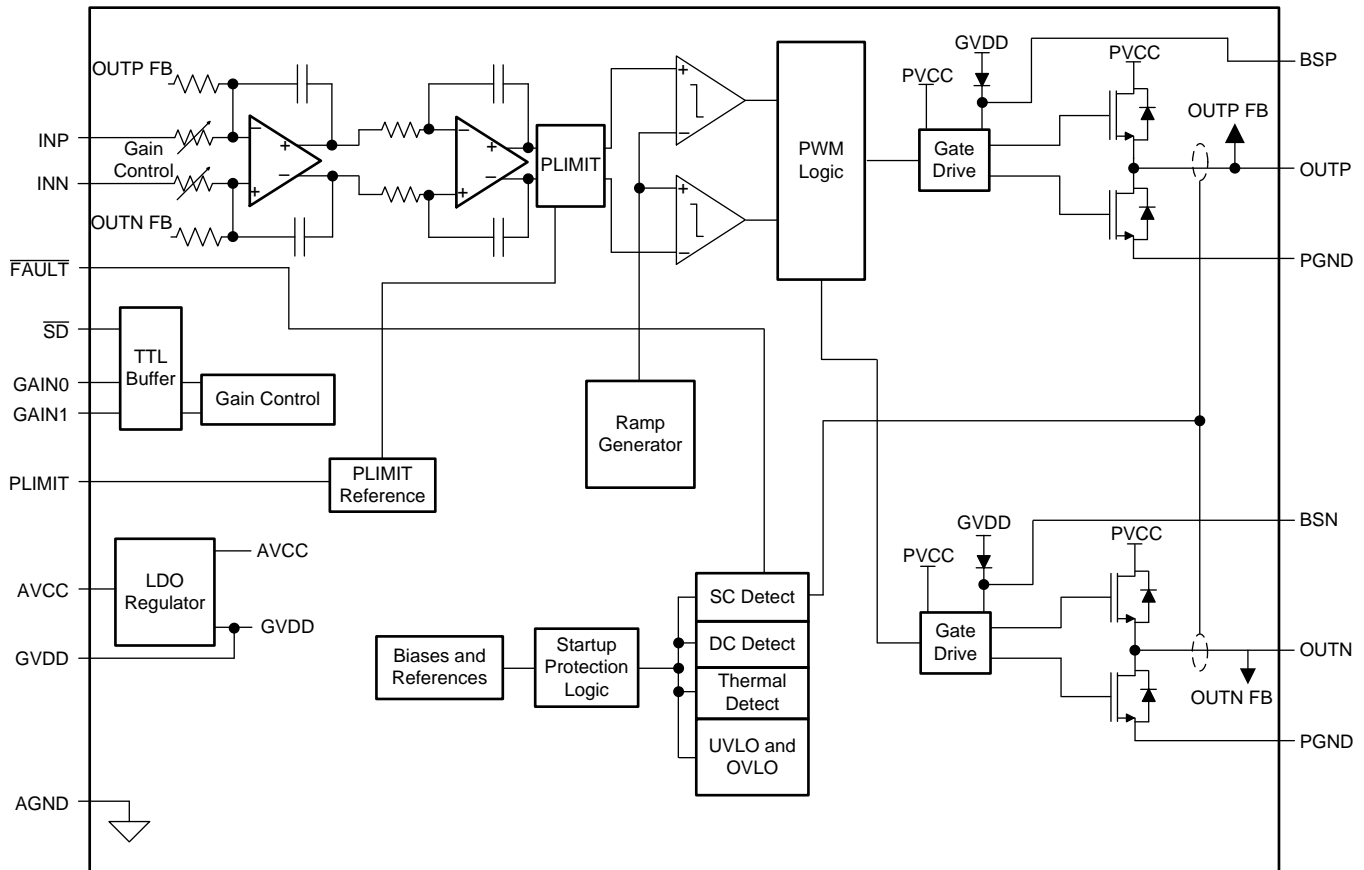 GVDD
PVCC
BSP
OUTP FB
PVCC
OUTP FB
INP
Gain
Control
INN
PLIMIT
PWM
Logic
Gate
Drive
OUTP
OUTN FB
FAULT
PGND
SD
TTL
Buffer
GAIN0
GAIN1
Gain Control
Ramp
Generator
PLIMIT
PLIMIT
Reference
BSN
GVDD
PVCC
PVCC
AVCC
LDO
Regulator
AVCC
GVDD
GVDD
SC Detect
DC Detect
Thermal
Detect
UVLO and
OVLO
Biases and
References
Startup
Protection
Logic
Gate
Drive
OUTN
OUTN FB
PGND
AGND
+
−
−
+
+
−
−
+
+
−
+
−